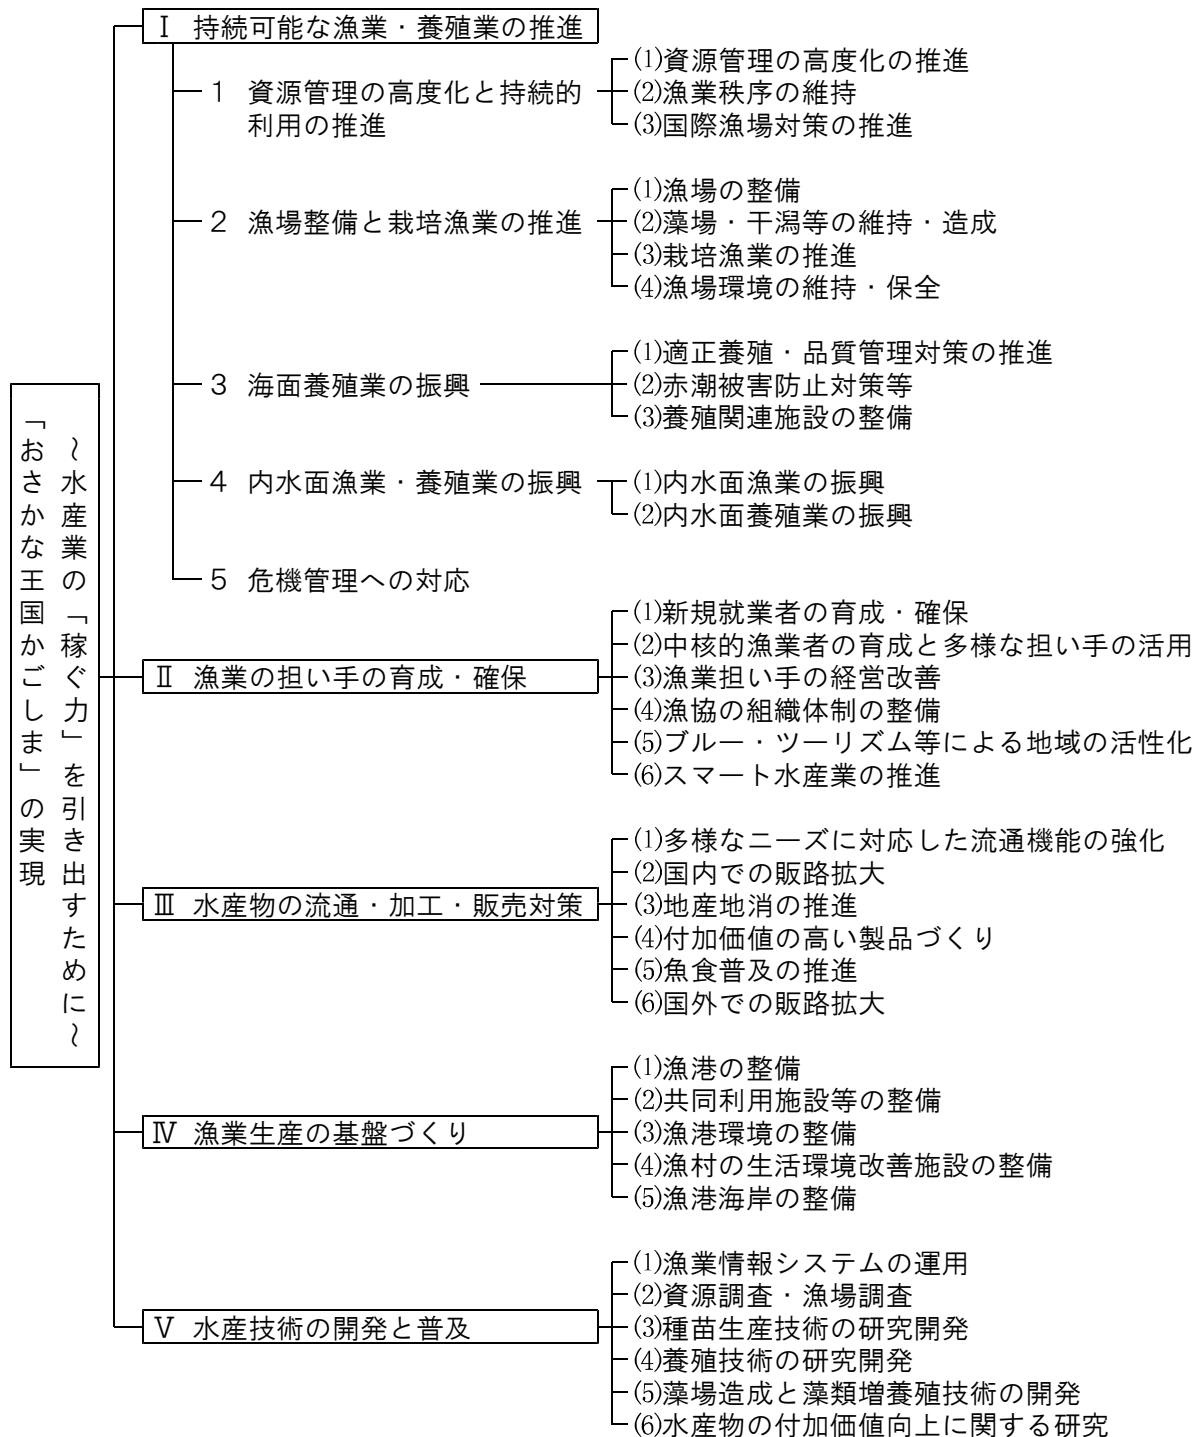 「おさかな王国かごしま」の実現
～水産業の「稼ぐ力」を引き出すために～
Ⅰ 持続可能な漁業・養殖業の推進
1 資源管理の高度化と持続的
利用の推進
⑴資源管理の高度化の推進
⑵漁業秩序の維持
⑶国際漁場対策の推進
2 漁場整備と栽培漁業の推進
⑴漁場の整備
⑵藻場・干潟等の維持・造成
⑶栽培漁業の推進
⑷漁場環境の維持・保全
3 海面養殖業の振興
⑴適正養殖・品質管理対策の推進
⑵赤潮被害防止対策等
⑶養殖関連施設の整備
4 内水面漁業・養殖業の振興
⑴内水面漁業の振興
⑵内水面養殖業の振興
5 危機管理への対応
Ⅱ 漁業の担い手の育成・確保
⑴新規就業者の育成・確保
⑵中核的漁業者の育成と多様な担い手の活用
⑶漁業担い手の経営改善
⑷漁協の組織体制の整備
⑸ブルー・ツーリズム等による地域の活性化
⑹スマート水産業の推進
Ⅲ 水産物の流通・加工・販売対策
⑴多様なニーズに対応した流通機能の強化
⑵国内での販路拡大
⑶地産地消の推進
⑷付加価値の高い製品づくり
⑸魚食普及の推進
⑹国外での販路拡大
Ⅳ 漁業生産の基盤づくり
⑴漁港の整備
⑵共同利用施設等の整備
⑶漁港環境の整備
⑷漁村の生活環境改善施設の整備
⑸漁港海岸の整備
Ⅴ 水産技術の開発と普及
⑴漁業情報システムの運用
⑵資源調査・漁場調査
⑶種苗生産技術の研究開発
⑷養殖技術の研究開発
⑸藻場造成と藻類増養殖技術の開発
⑹水産物の付加価値向上に関する研究